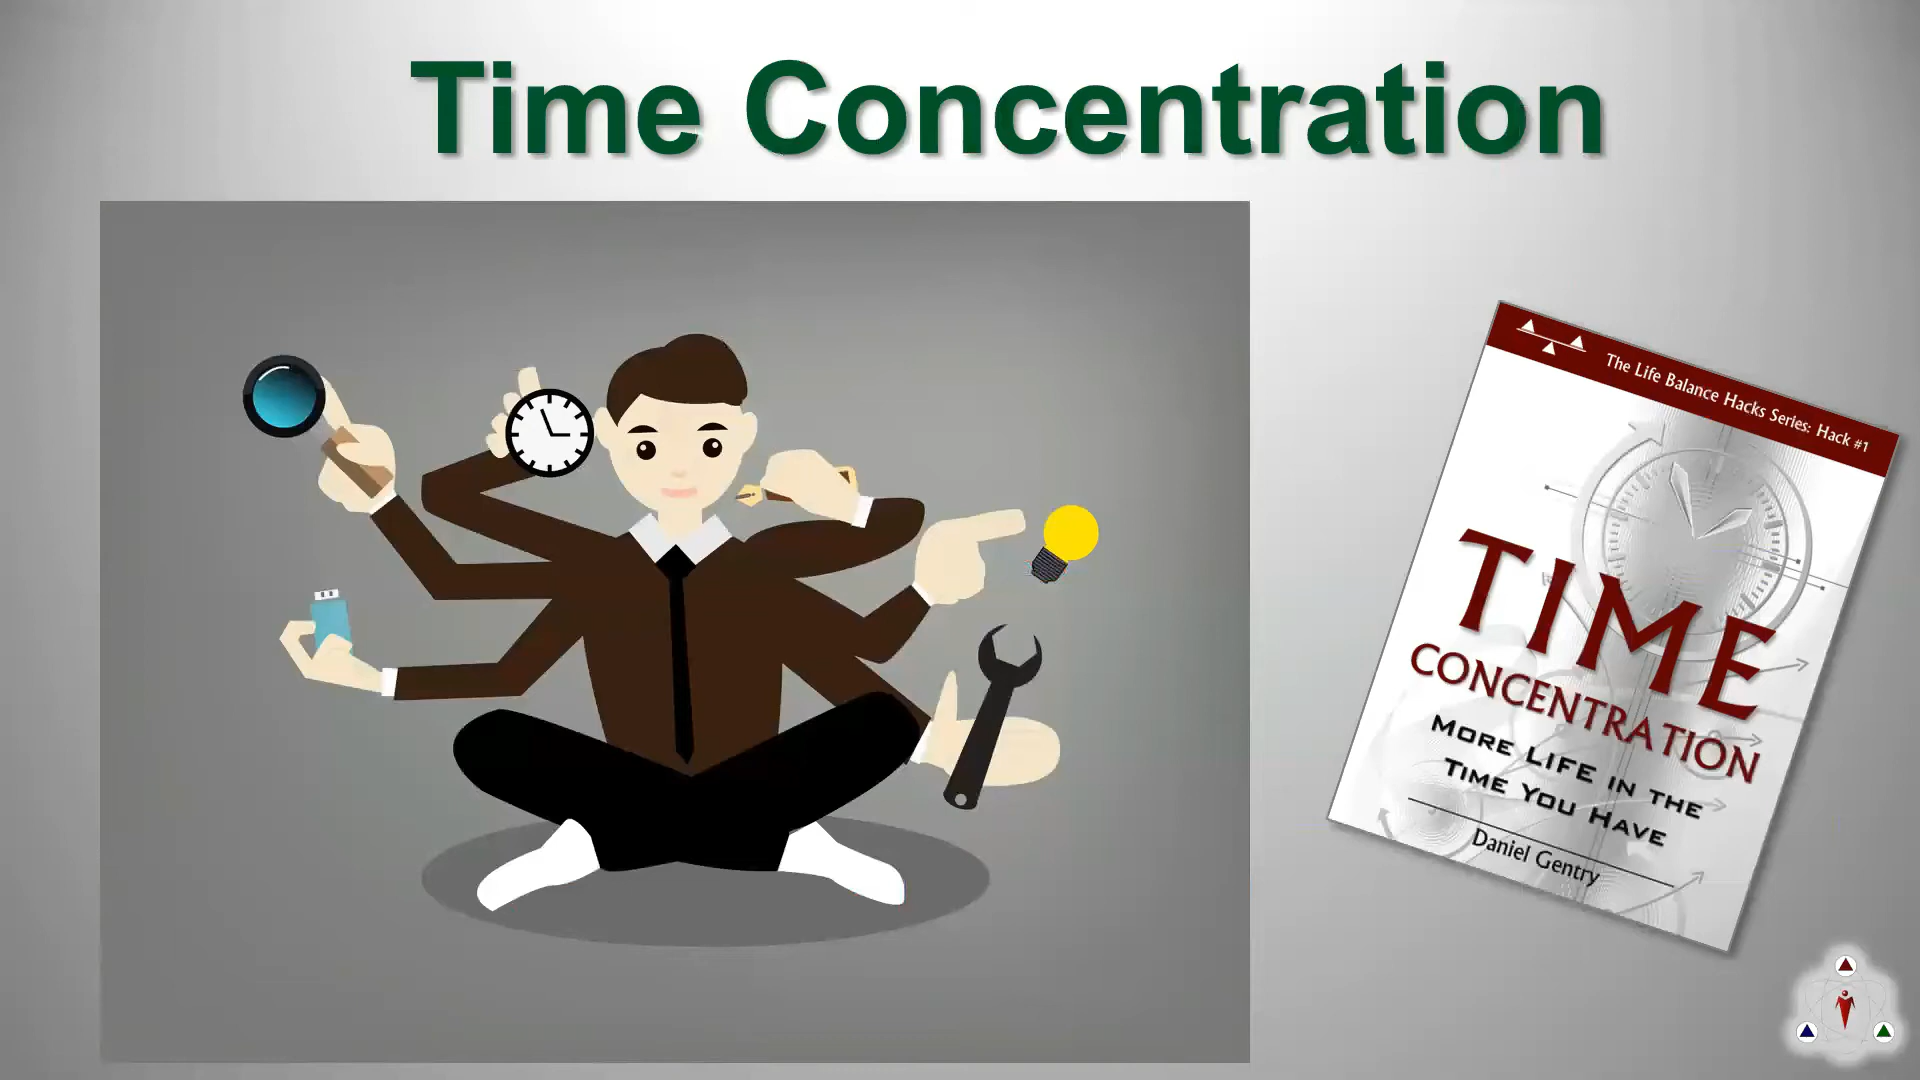 Time Concentration
The Life Balance Hacks Series: Hack #1
TIME
CONCENTRATION
MORE LIFE IN THE
TIME YOU HAVE
Daniel Gentry